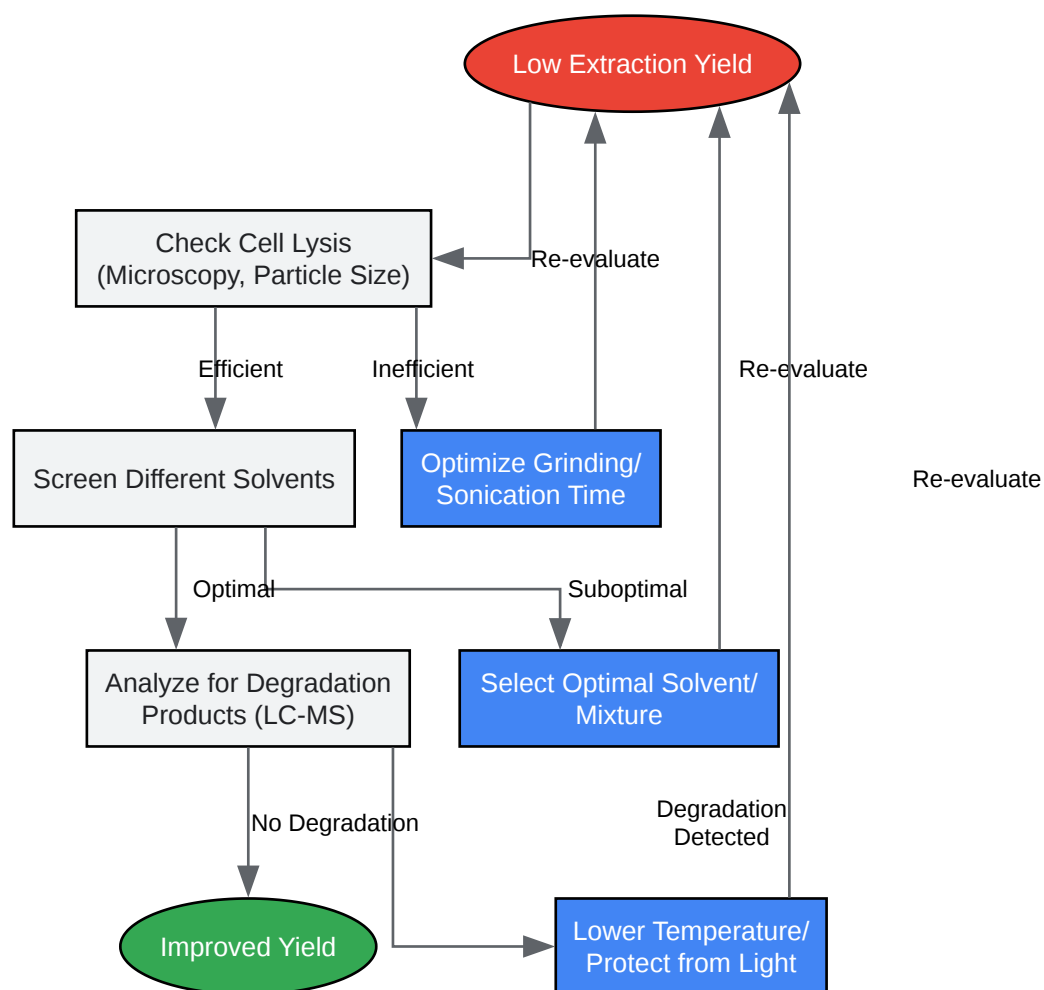 Low Extraction Yield
Check Cell Lysis
(Microscopy, Particle Size)
Re-evaluate
Efficient
Inefficient
Re-evaluate
Screen Different Solvents
Optimize Grinding/
Sonication Time
Re-evaluate
Optimal
Suboptimal
Analyze for Degradation
Products (LC-MS)
Select Optimal Solvent/
Mixture
No Degradation
Degradation
Detected
Improved Yield
Lower Temperature/
Protect from Light